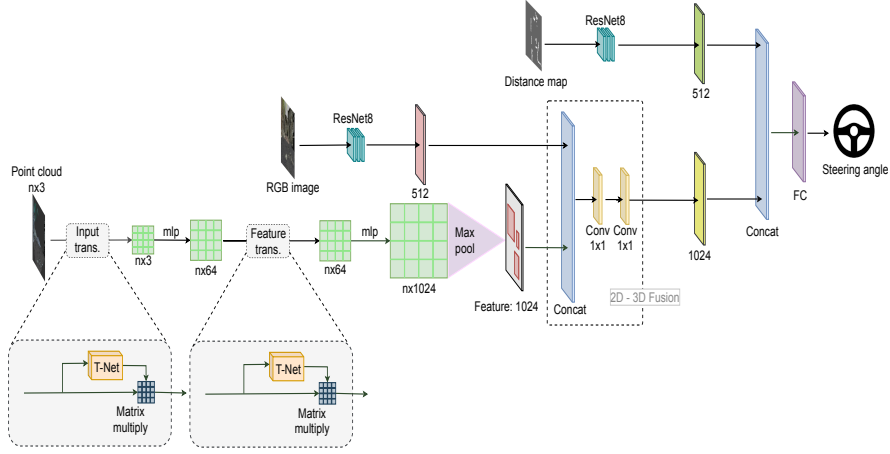 ResNet8
Distance map
512
ResNet8
RGB image
512
Concat
FC
Steering angle
Point cloud
nx3
Input
trans.
nx3
mlp
nx64
Feature
trans.
nx64
mlp
nx1024
Max
pool
Feature: 1024
Concat
Conv
1x1
Conv
1x1
2D - 3D Fusion
1024
T-Net
Matrix
multiply
T-Net
Matrix
multiply